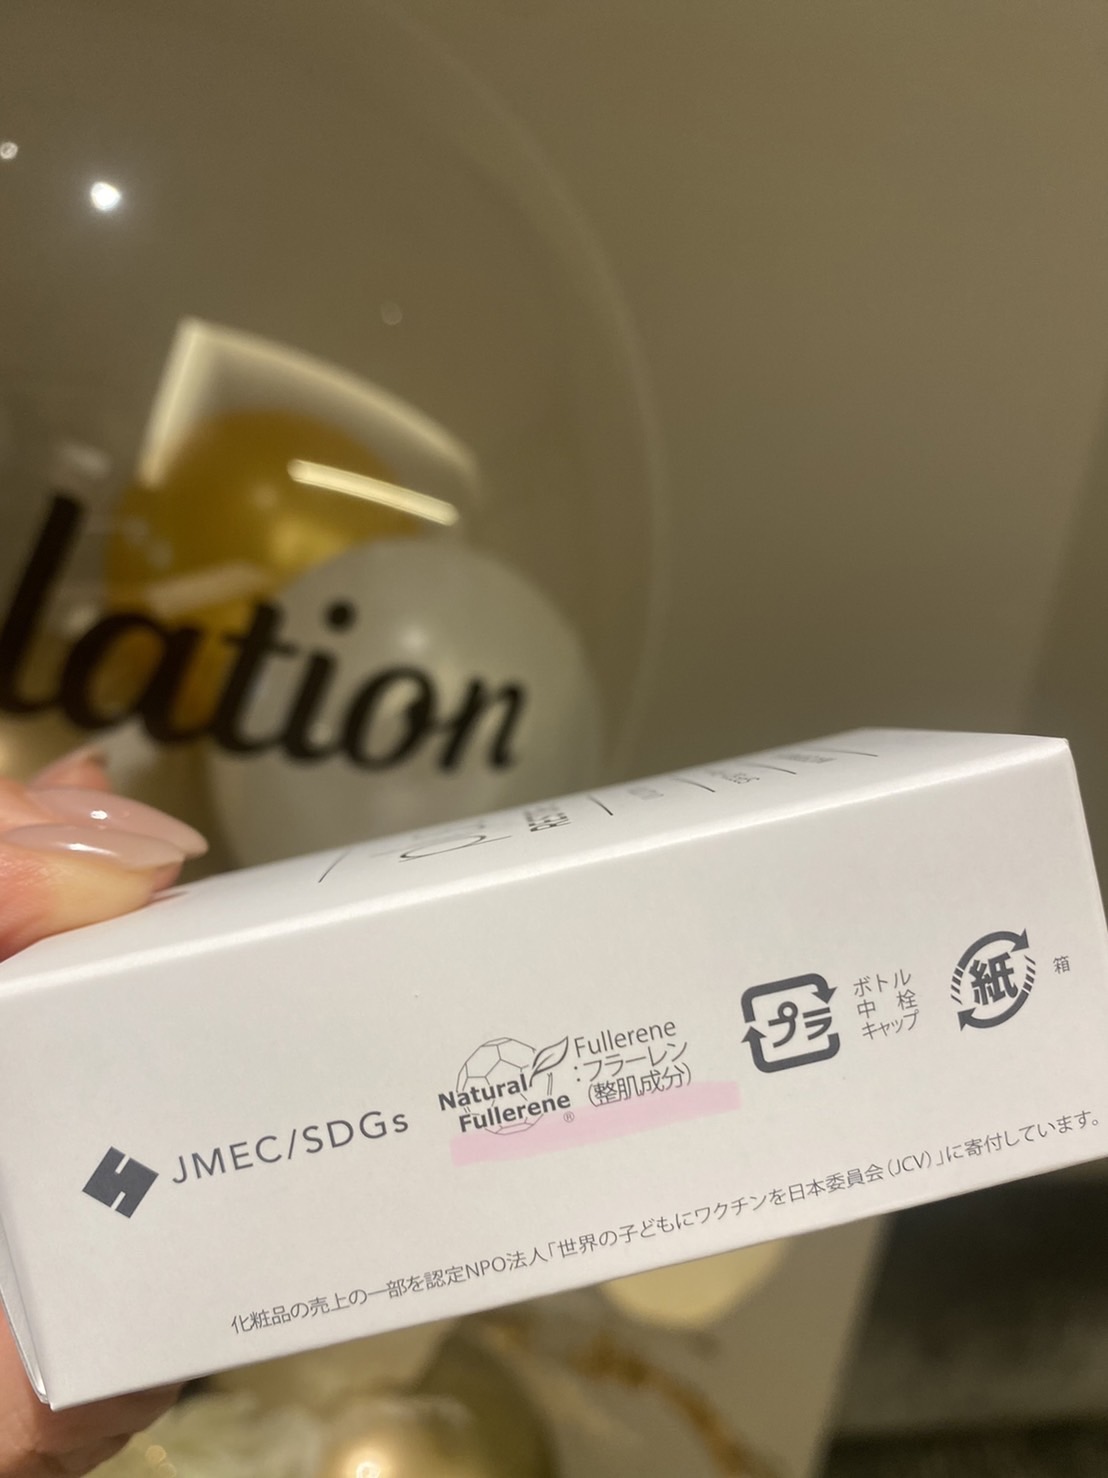 lation
JMEC/SDGs
Natural
Fullerene
®
Fullerene
:フラーレン
(整肌成分)
プラ
ボトル
中 栓
キャップ
紙
箱
化粧品の売上の一部を認定NPO法人「世界の子どもにワクチンを日本委員会(JCV)」に寄付しています。